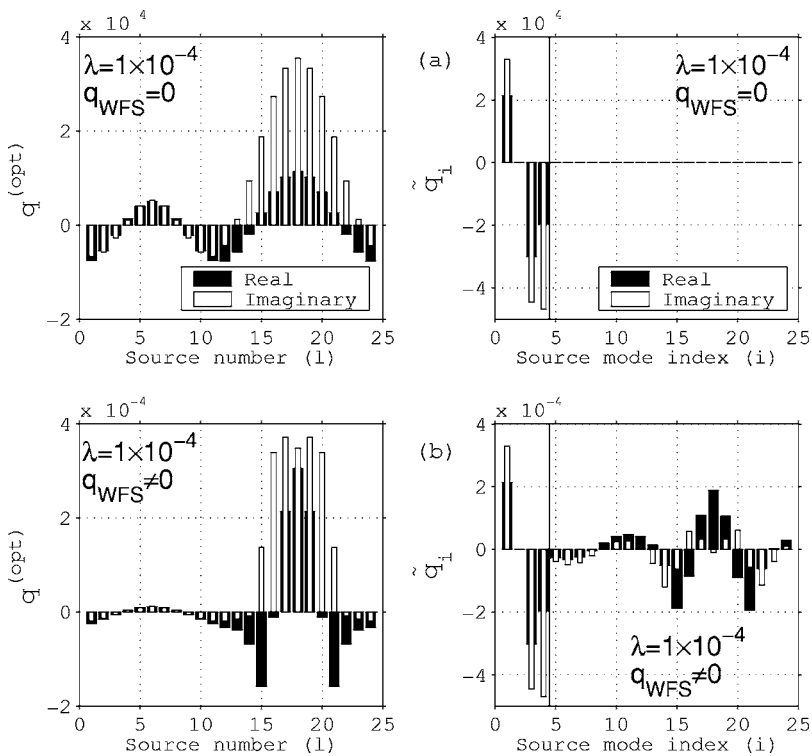 x 10⁻⁴
4
2
0
−2
q^(opt)
λ=1×10⁻⁴
q_WFS=0
Real
Imaginary
0 5 10 15 20 25
Source number (l)
(a)
x 10⁻⁴
4
2
0
−2
−4
q̃_i
λ=1×10⁻⁴
q_WFS=0
Real
Imaginary
0 5 10 15 20 25
Source mode index (i)
x 10⁻⁴
4
2
0
−2
q^(opt)
λ=1×10⁻⁴
q_WFS≠0
0 5 10 15 20 25
Source number (l)
(b)
x 10⁻⁴
4
2
0
−2
−4
q̃_i
λ=1×10⁻⁴
q_WFS≠0
0 5 10 15 20 25
Source mode index (i)